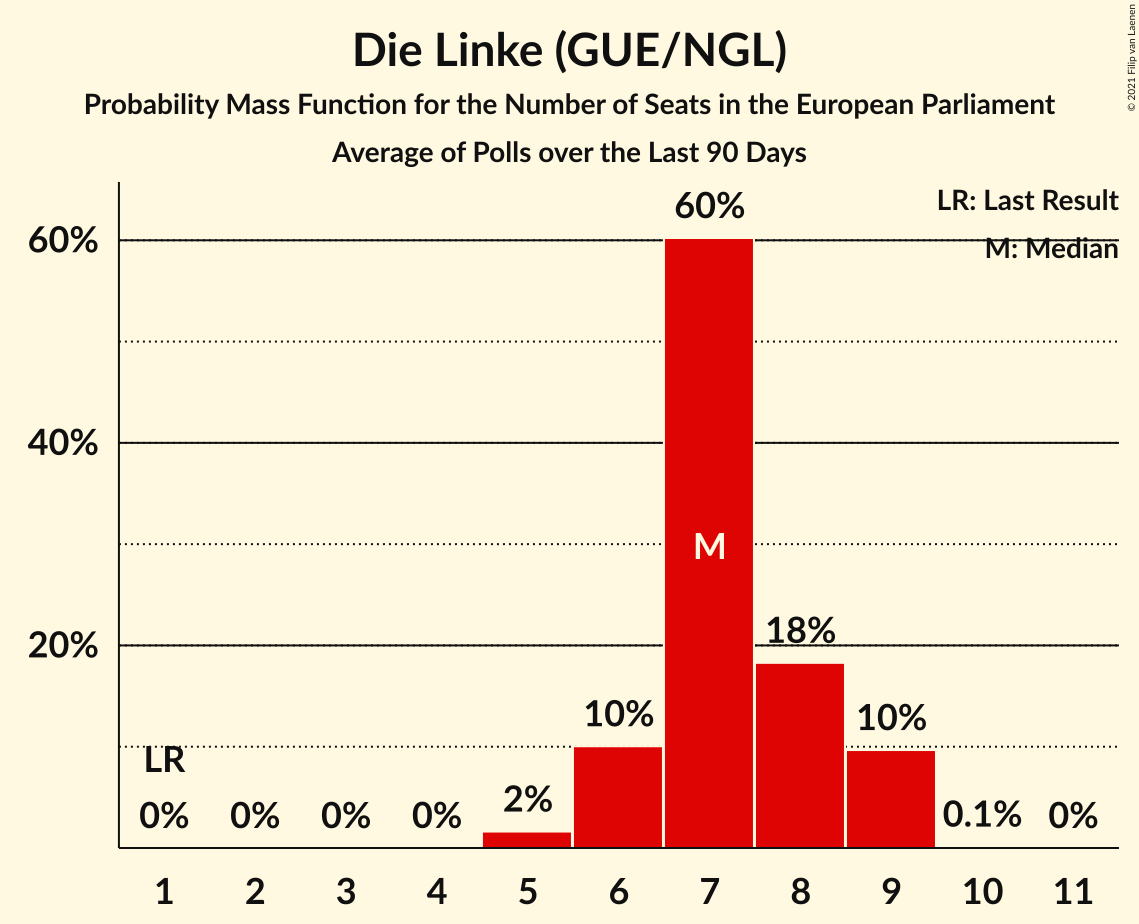 Die Linke (GUE/NGL)
Probability Mass Function for the Number of Seats in the European Parliament
Average of Polls over the Last 90 Days
© 2021 Filip van Laenen
LR: Last Result
M: Median
60%
40%
20%
LR
0%
0%
0%
0%
2%
10%
60%
M
18%
10%
0.1%
0%
1 2 3 4 5 6 7 8 9 10 11